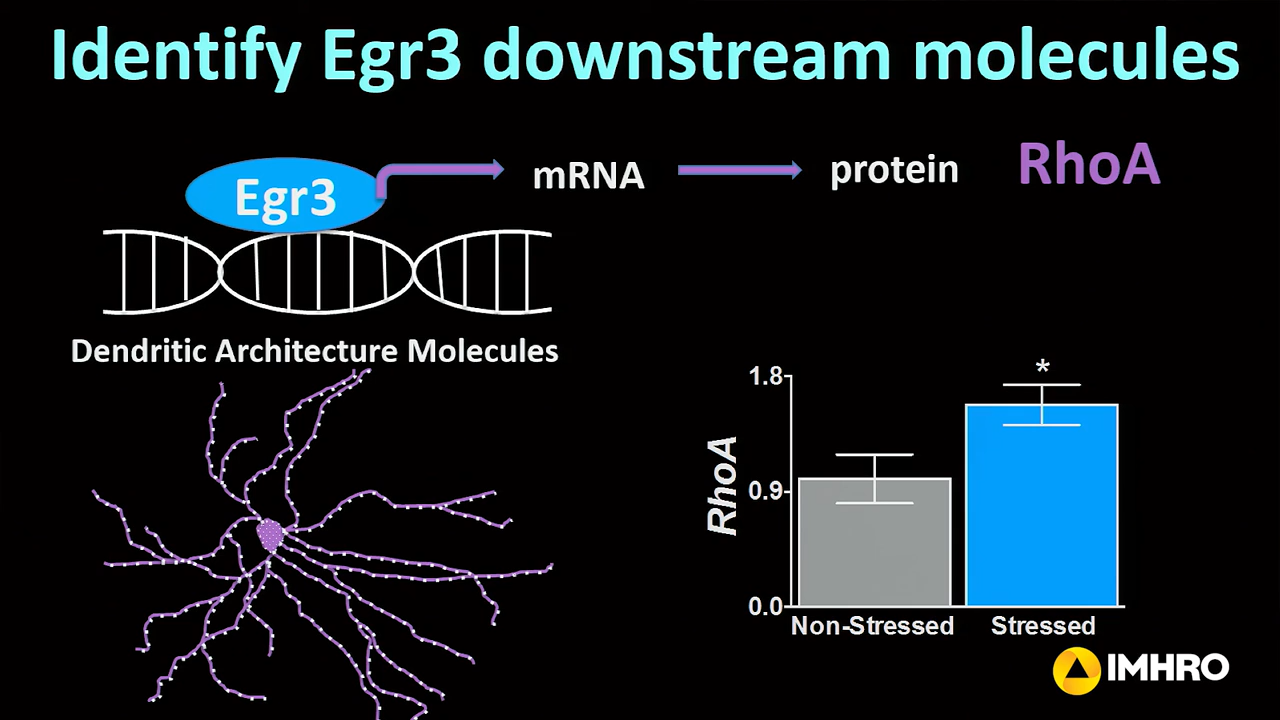 Identify Egr3 downstream molecules
Egr3
mRNA
protein
RhoA
Dendritic Architecture Molecules
*
1.8
0.9
0.0
RhoA
Non-Stressed
Stressed
IMHRO